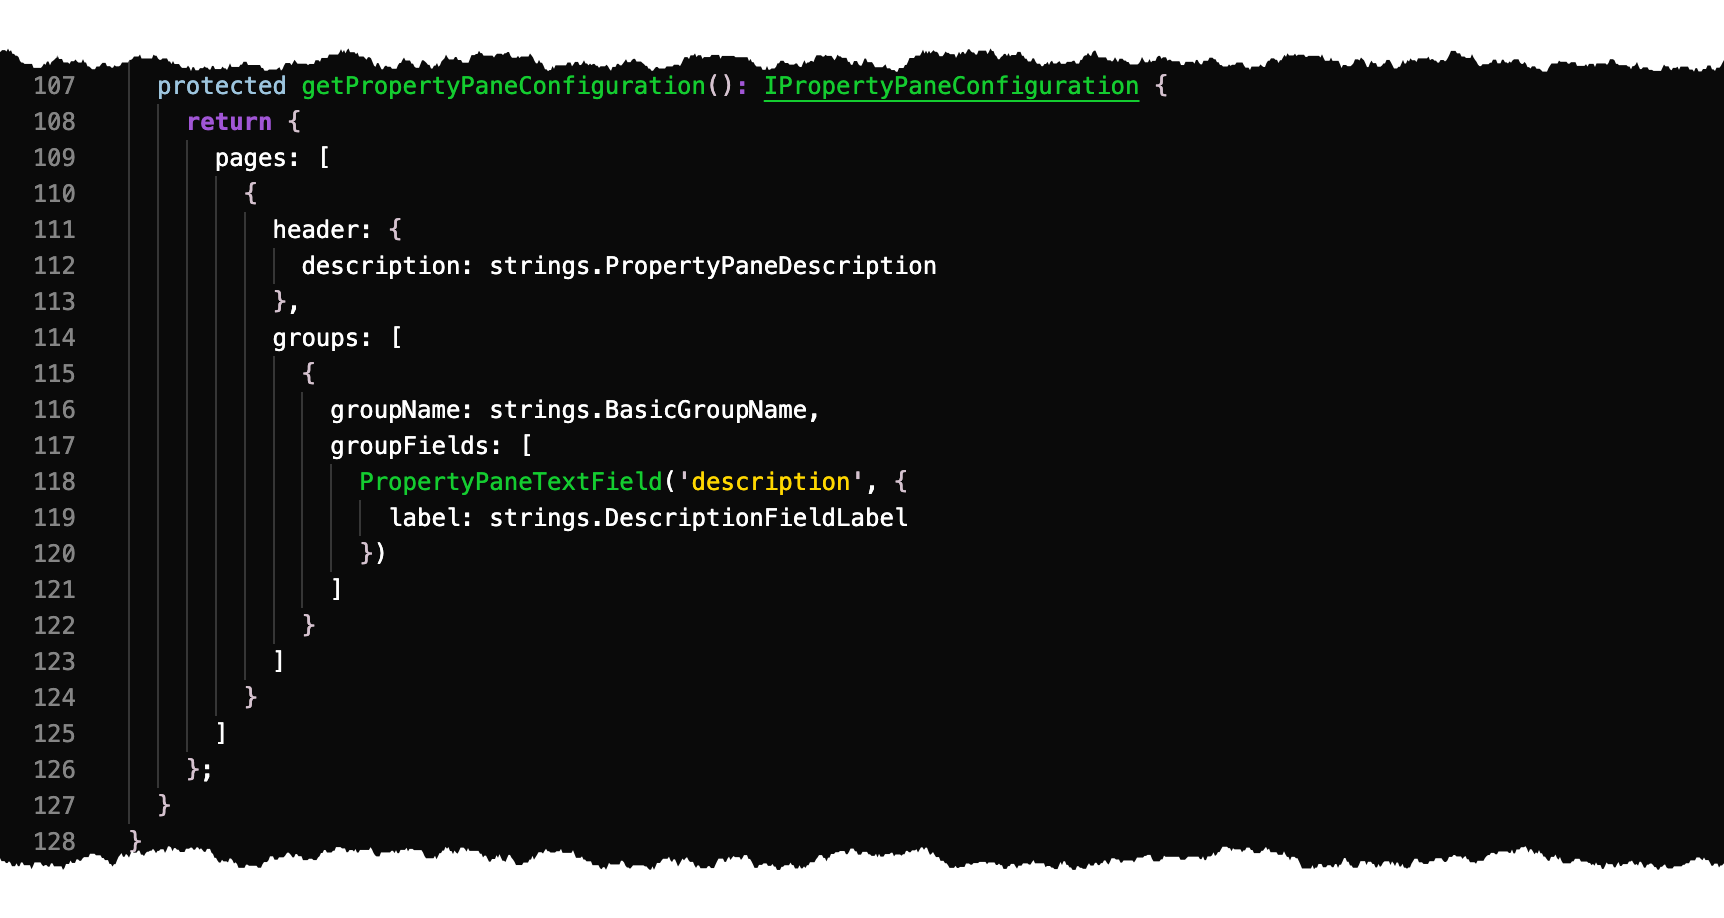 107 protected getPropertyPaneConfiguration(): IPropertyPaneConfiguration {
108 return {
109 pages: [
110 {
111 header: {
112 description: strings.PropertyPaneDescription
113 },
114 groups: [
115 {
116 groupName: strings.BasicGroupName,
117 groupFields: [
118 PropertyPaneTextField('description', {
119 label: strings.DescriptionFieldLabel
120 })
121 ]
122 }
123 ]
124 }
125 ]
126 };
127 }
128 }